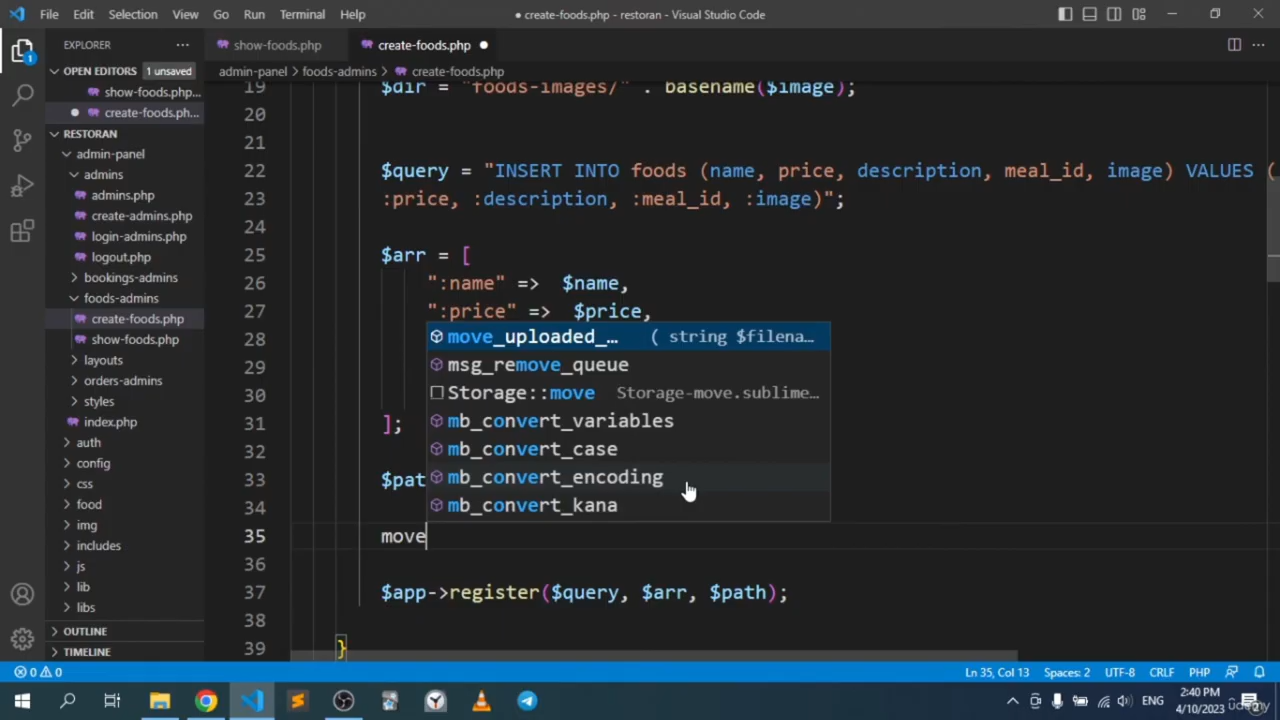 File Edit Selection View Go Run Terminal Help
● create-foods.php - restoran - Visual Studio Code
EXPLORER
show-foods.php
create-foods.php ●
OPEN EDITORS 1 unsaved
admin-panel > foods-admins > create-foods.php
show-foods.php...
create-foods.ph...
RESTORAN
admin-panel
admins
admins.php
create-admins.php
login-admins.php
logout.php
bookings-admins
foods-admins
create-foods.php
show-foods.php
layouts
orders-admins
styles
index.php
auth
config
css
food
img
includes
js
lib
libs
OUTLINE
TIMELINE
19 $dir = "foods-images/" . basename($image);
20
21
22 $query = "INSERT INTO foods (name, price, description, meal_id, image) VALUES (
23 :price, :description, :meal_id, :image)";
24
25 $arr = [
26 ":name" => $name,
27 ":price" => $price,
28
29
30
31 ];
32
33 $pat
34
35 move
36
37 $app->register($query, $arr, $path);
38
39 }
move_uploaded_… ( string $filena…
msg_remove_queue
Storage::move Storage-move.sublime…
mb_convert_variables
mb_convert_case
mb_convert_encoding
mb_convert_kana
1
0 0
Ln 35, Col 13 Spaces: 2 UTF-8 CRLF PHP
ENG
2:40 PM
4/10/2023
udemy